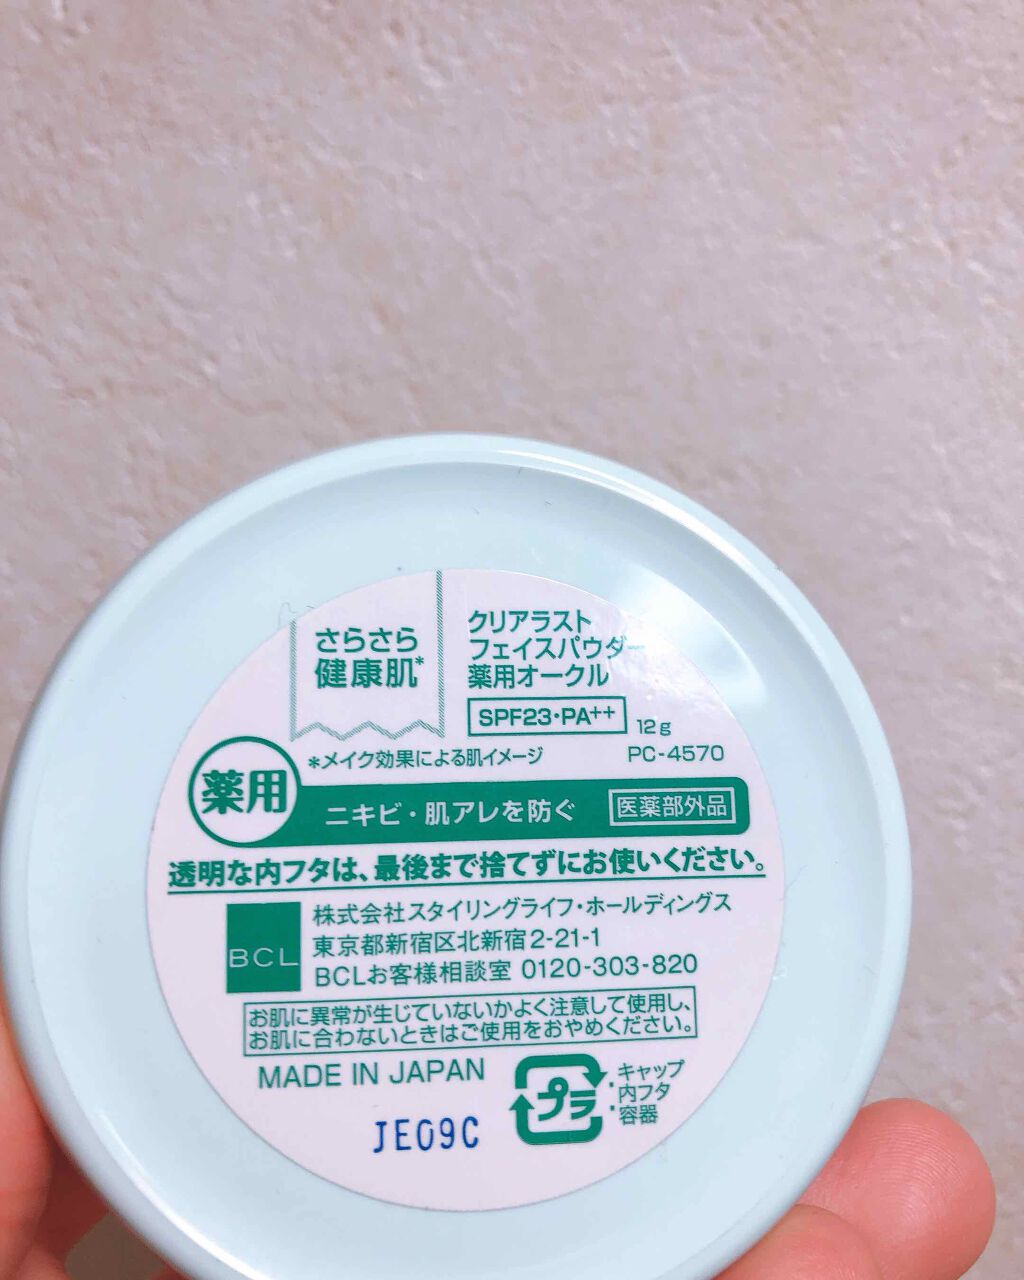 さらさら
健康肌*
クリアラスト
フェイスパウダー
薬用オークル
SPF23・PA++
12g
*メイク効果による肌イメージ
PC-4570
薬用
ニキビ・肌アレを防ぐ
医薬部外品
透明な内フタは、最後まで捨てずにお使いください。
BCL
株式会社スタイリングライフ・ホールディングス
東京都新宿区北新宿2-21-1
BCLお客様相談室 0120-303-820
お肌に異常が生じていないかよく注意して使用し、
お肌に合わないときはご使用をおやめください。
MADE IN JAPAN
プラ
・キャップ
・内フタ
・容器
JE09C